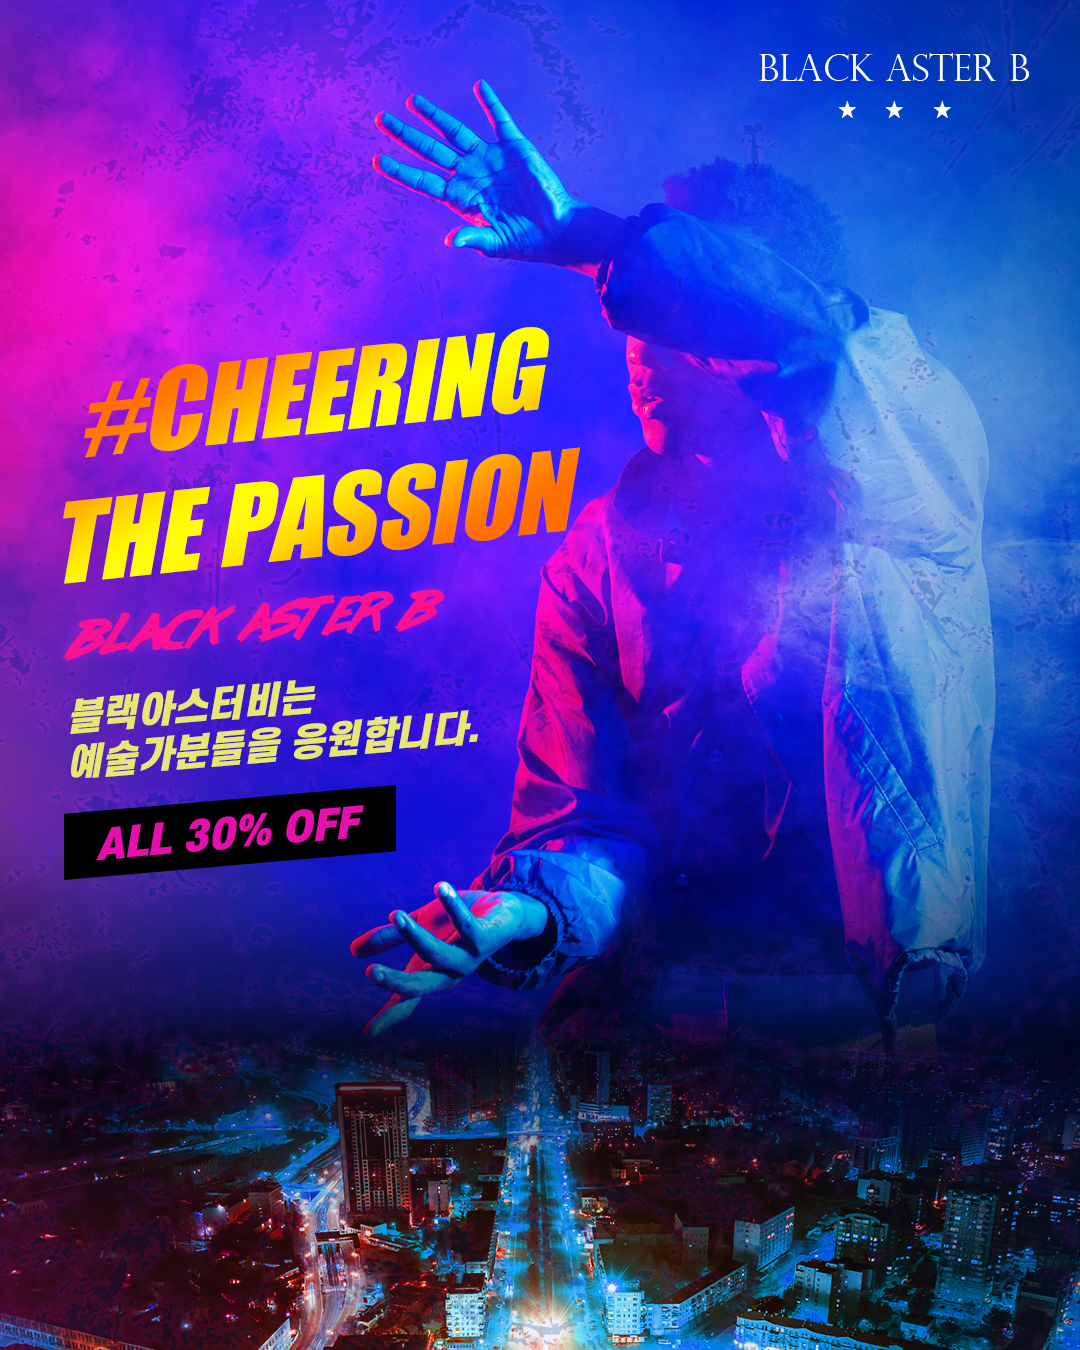 BLACK ASTER B
#CHEERING
THE PASSION
BLACK ASTER B
블랙아스터비는
예술가분들을 응원합니다.
ALL 30% OFF